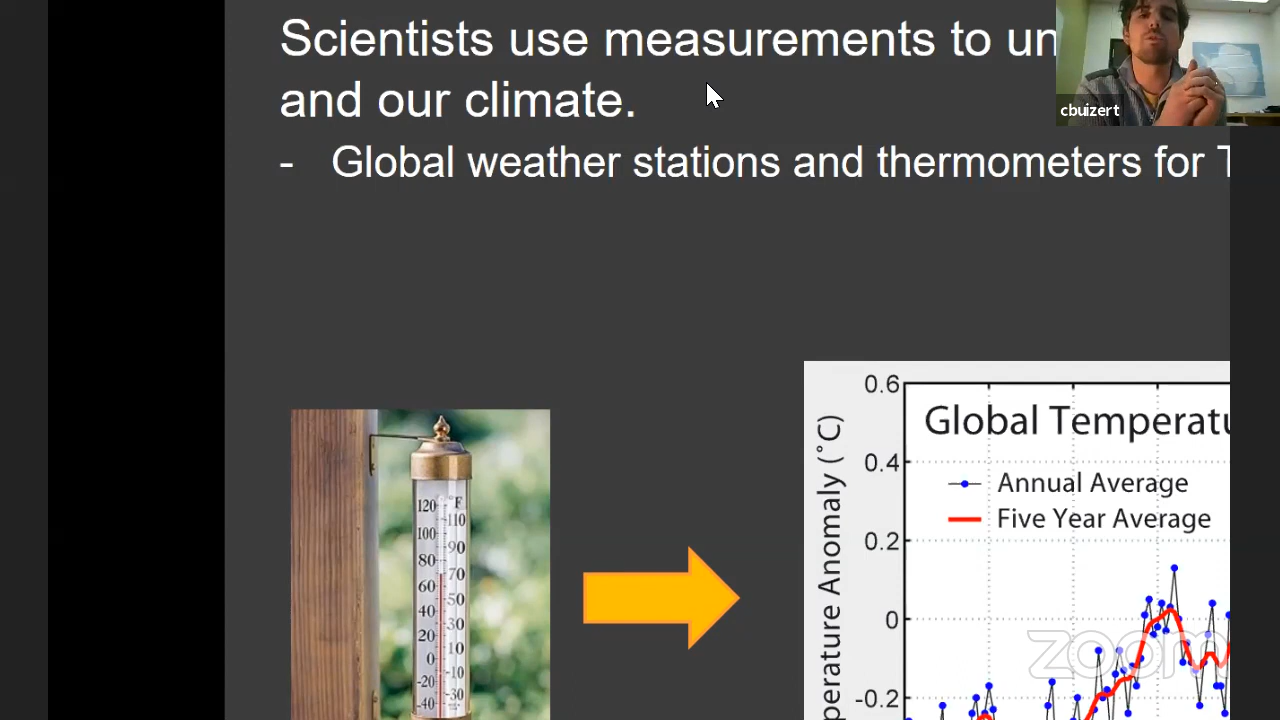 Scientists use measurements to un
and our climate.
cbuizert
- Global weather stations and thermometers for T
0.6
Global Temperatu
0.4
Annual Average
Five Year Average
0.2
0
-0.2
perature Anomaly (°C)
°F
120
110
100
90
80
70
60
50
40
30
20
10
0
-10
-20
-30
-40
zoom